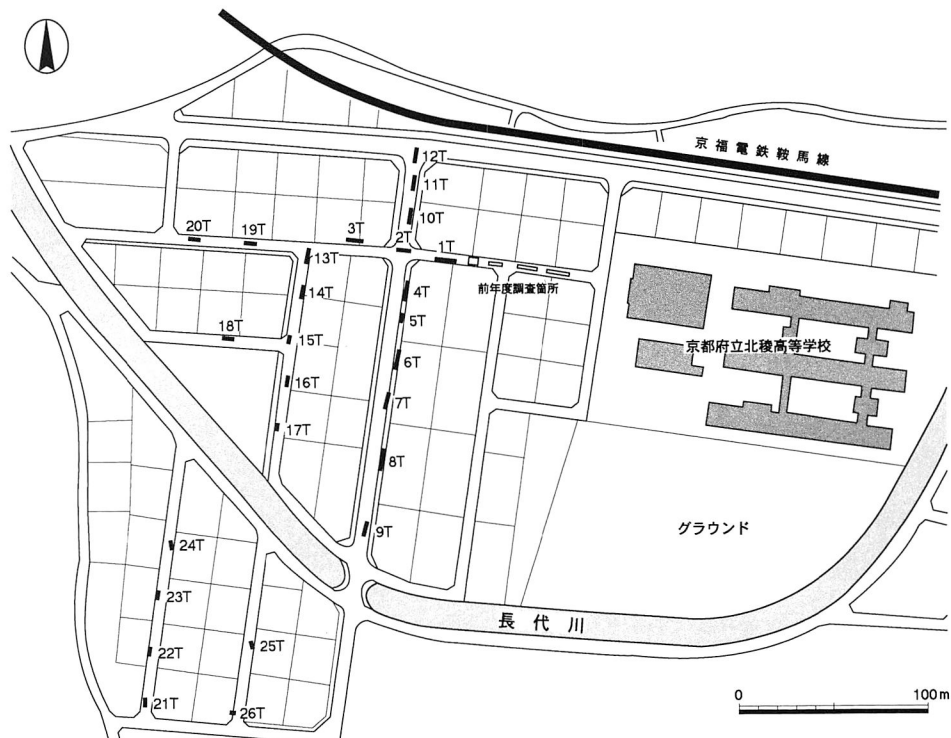 京福電鉄鞍馬線
12T
11T
10T
20T
19T
3T
2T
1T
13T
前年度調査箇所
14T
4T
5T
18T
15T
6T
京都府立北稜高等学校
16T
7T
17T
8T
グラウンド
9T
24T
23T
長代川
25T
22T
21T
26T
0
100m